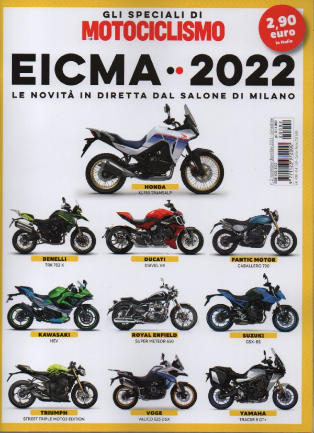 GLI SPECIALI DI
MOTOCICLISMO
2,90
euro
in Italia
EICMA 2022
LE NOVITÀ IN DIRETTA DAL SALONE DI MILANO
HONDA
XL750 TRANSALP
BENELLI
TRK 702 X
DUCATI
DIAVEL V4
FANTIC MOTOR
CABALLERO 700
KAWASAKI
HEV
ROYAL ENFIELD
SUPER METEOR 650
SUZUKI
GSX-8S
TRIUMPH
STREET TRIPLE MOTO2 EDITION
VOGE
VALICO 525 DSX
YAMAHA
TRACER 9 GT+